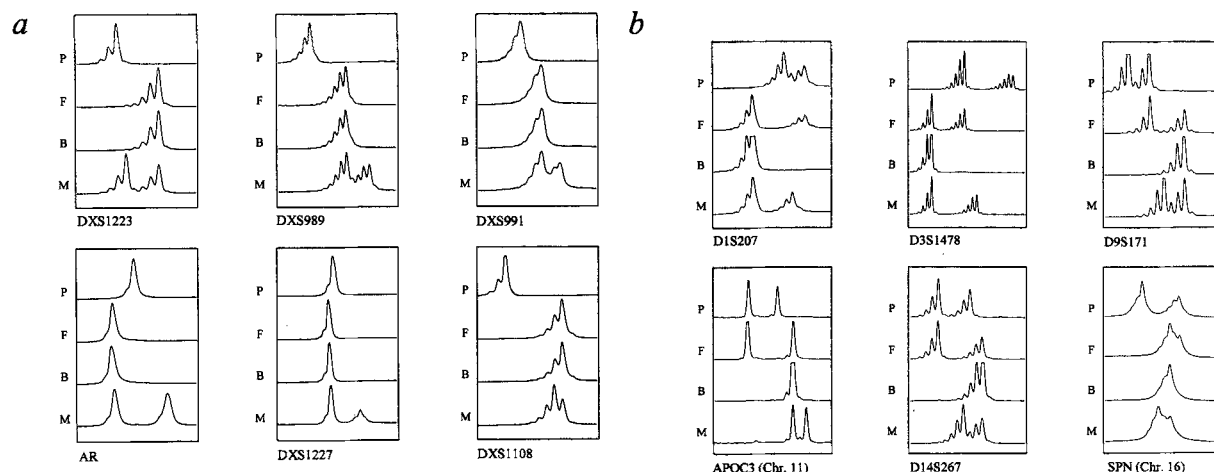 a
P
F
B
M
DXS1223
DXS989
DXS991
P
F
B
M
AR
P
F
B
M
DXS1227
P
F
B
M
DXS1108
b
P
F
B
M
D1S207
P
F
B
M
D3S1478
P
F
B
M
D9S171
P
F
B
M
APOC3 (Chr. 11)
P
F
B
M
D14S267
P
F
B
M
SPN (Chr. 16)